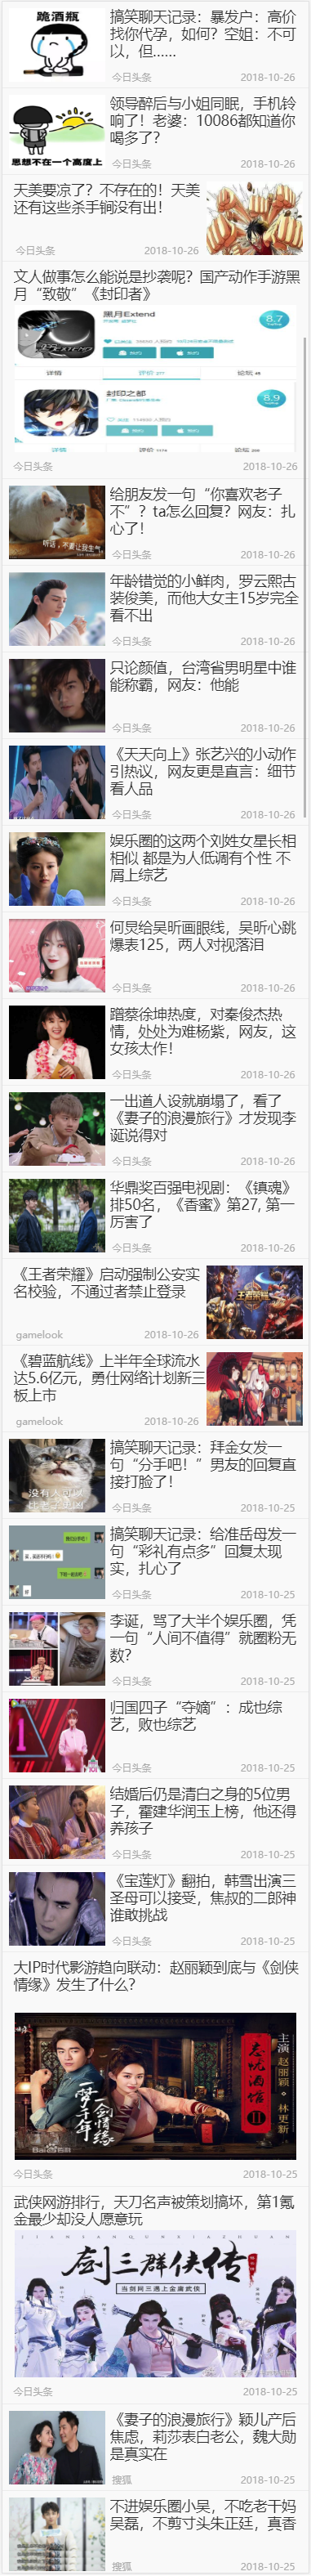 跪酒瓶
搞笑聊天记录：暴发户：高价
找你代孕，如何？空姐：不可
以，但……
今日头条 2018-10-26
思想不在一个高度上
领导醉后与小姐同眠，手机铃
响了！老婆：10086都知道你
喝多了？
今日头条 2018-10-26
天美要凉了？不存在的！天美
还有这些杀手锏没有出！
今日头条 2018-10-26
文人做事怎么能说是抄袭呢？国产动作手游黑
月“致敬”《封印者》
黑月Extend
8.7
详情 评价 论坛
封印之都
8.9
详情 评价 论坛
今日头条 2018-10-26
听话，不要让我生气
给朋友发一句“你喜欢老子
不”？ta怎么回复？网友：扎
心了！
今日头条 2018-10-26
年龄错觉的小鲜肉，罗云熙古
装俊美，而他大女主15岁完全
看不出
今日头条 2018-10-26
只论颜值，台湾省男明星中谁
能称霸，网友：他能
今日头条 2018-10-26
《天天向上》张艺兴的小动作
引热议，网友更是直言：细节
看人品
今日头条 2018-10-26
娱乐圈的这两个刘姓女星长相
相似 都是为人低调有个性 不
屑上综艺
今日头条 2018-10-26
何炅给吴昕画眼线，吴昕心跳
爆表125，两人对视落泪
今日头条 2018-10-26
蹭蔡徐坤热度，对秦俊杰热
情，处处为难杨紫，网友，这
女孩太作！
今日头条 2018-10-26
一出道人设就崩塌了，看了
《妻子的浪漫旅行》才发现李
诞说得对
今日头条 2018-10-26
华鼎奖百强电视剧：《镇魂》
排50名，《香蜜》第27, 第一
厉害了
今日头条 2018-10-26
《王者荣耀》启动强制公安实
名校验，不通过者禁止登录
gamelook 2018-10-26
《碧蓝航线》上半年全球流水
达5.6亿元，勇仕网络计划新三
板上市
gamelook 2018-10-26
没有人可以
比老子更凶
搞笑聊天记录：拜金女发一
句“分手吧！”男友的回复直
接打脸了！
今日头条 2018-10-25
搞笑聊天记录：给准岳母发一
句“彩礼有点多”回复太现
实，扎心了
今日头条 2018-10-25
李诞，骂了大半个娱乐圈，凭
一句“人间不值得”就圈粉无
数？
今日头条 2018-10-25
归国四子“夺嫡”：成也综
艺，败也综艺
今日头条 2018-10-25
结婚后仍是清白之身的5位男
子，霍建华润玉上榜，他还得
养孩子
今日头条 2018-10-25
《宝莲灯》翻拍，韩雪出演三
圣母可以接受，焦叔的二郎神
谁敢挑战
今日头条 2018-10-25
大IP时代影游趋向联动：赵丽颖到底与《剑侠
情缘》发生了什么？
一梦千年
剑侠情缘
忘忧酒馆
II
主演
赵丽颖
林更新
今日头条 2018-10-25
武侠网游排行，天刀名声被策划搞坏，第1氪
金最少却没人愿意玩
剑三群侠传
当剑网三遇上金庸武侠
今日头条 2018-10-25
《妻子的浪漫旅行》颖儿产后
焦虑，莉莎表白老公，魏大勋
是真实在
搜狐 2018-10-25
不进娱乐圈小吴，不吃老干妈
吴磊，不剪寸头朱正廷，真香
搜狐 2018-10-25